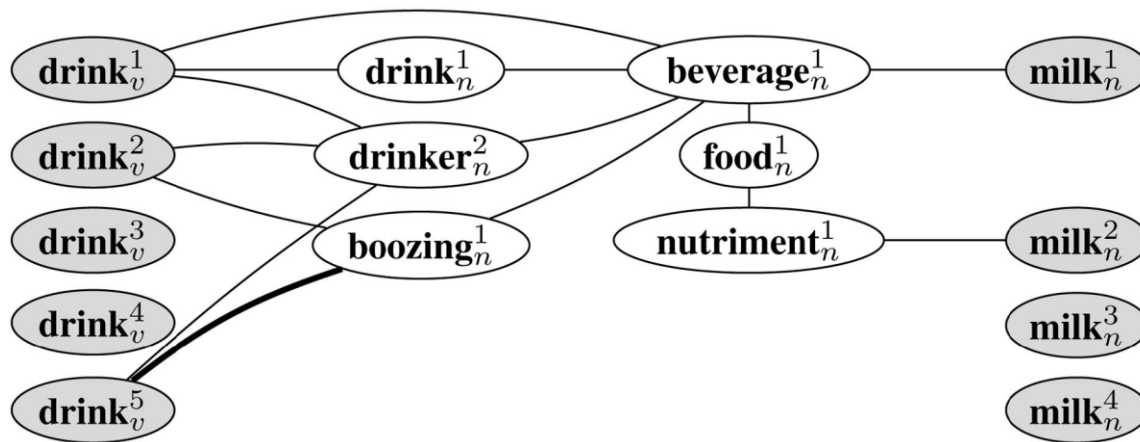 drink¹ᵥ drink¹ₙ beverage¹ₙ milk¹ₙ
drink²ᵥ drinker²ₙ food¹ₙ
drink³ᵥ boozing¹ₙ nutriment¹ₙ milk²ₙ
drink⁴ᵥ milk³ₙ
drink⁵ᵥ milk⁴ₙ